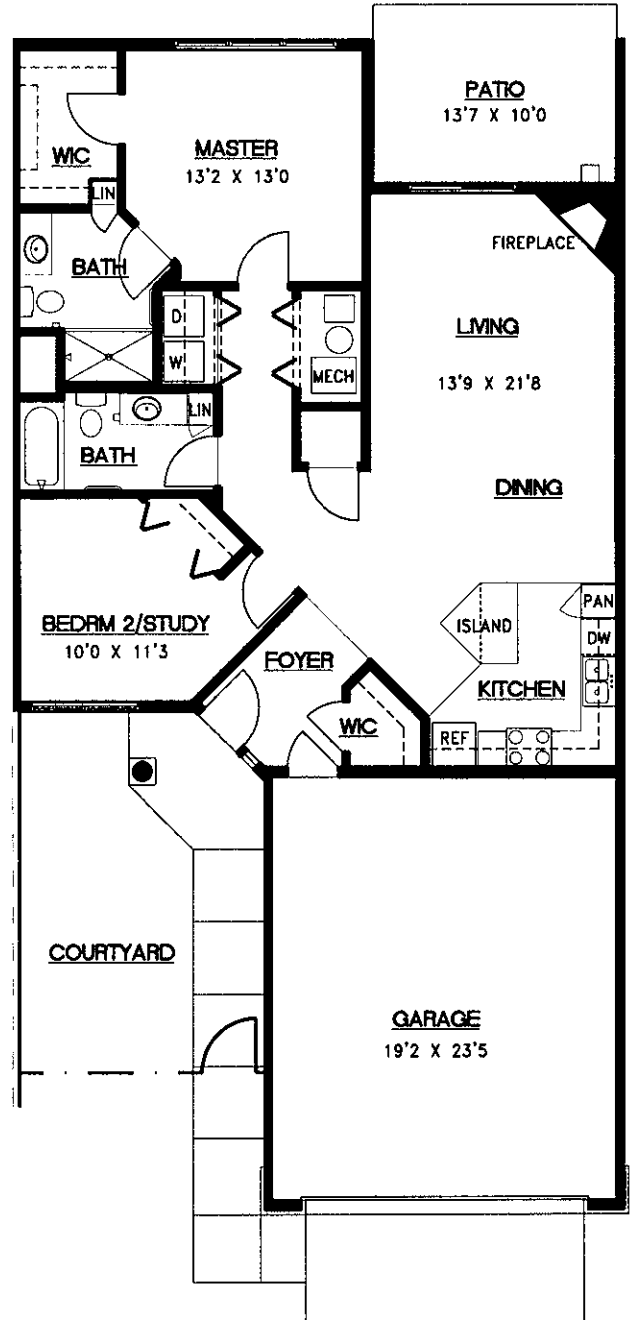 PATIO
13'7 X 10'0
WIC
MASTER
13'2 X 13'0
LIN
FIREPLACE
BATH
D
LIVING
W
MECH
13'9 X 21'8
LIN
BATH
DINING
PAN
BEDRM 2/STUDY
ISLAND
DW
10'0 X 11'3
FOYER
KITCHEN
WIC
REF
COURTYARD
GARAGE
19'2 X 23'5